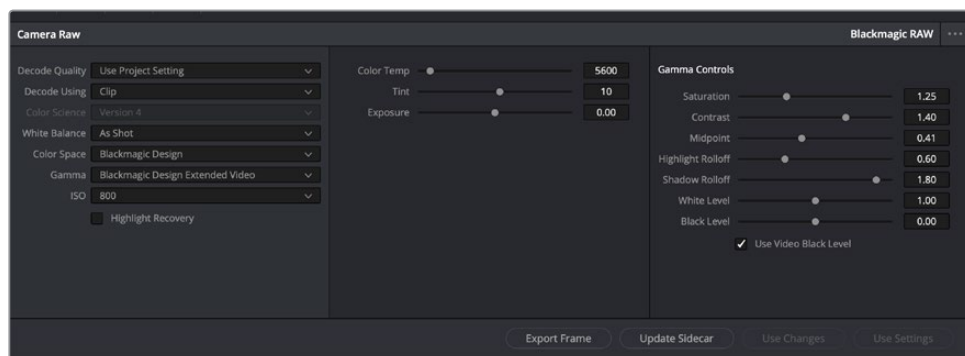 Camera Raw
Blackmagic RAW
Decode Quality Use Project Setting
Decode Using Clip
Color Science Version 4
White Balance As Shot
Color Space Blackmagic Design
Gamma Blackmagic Design Extended Video
ISO 800
Highlight Recovery
Color Temp 5600
Tint 10
Exposure 0.00
Gamma Controls
Saturation 1.25
Contrast 1.40
Midpoint 0.41
Highlight Rolloff 0.60
Shadow Rolloff 1.80
White Level 1.00
Black Level 0.00
Use Video Black Level
Export Frame Update Sidecar Use Changes Use Settings